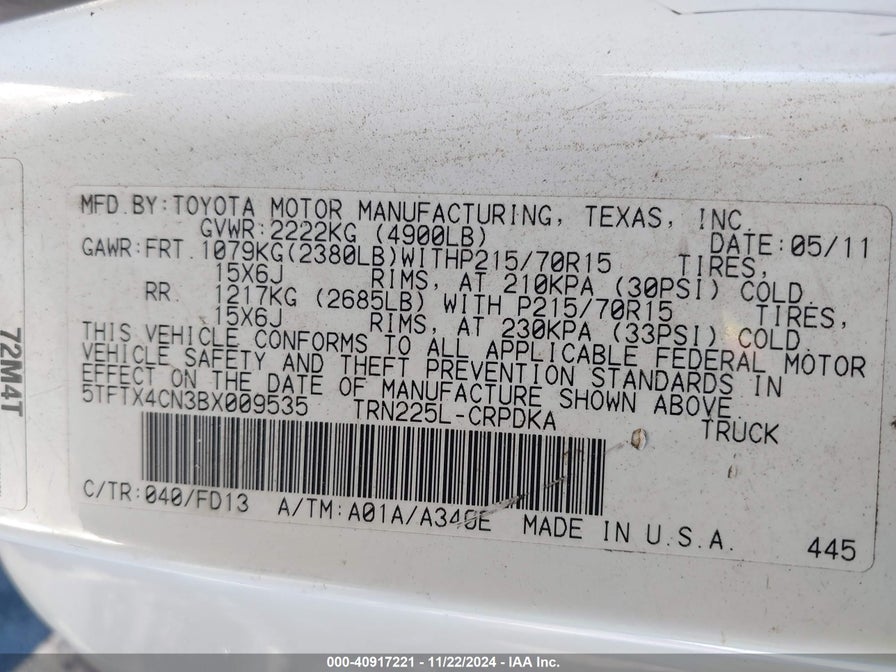 MFD.BY:TOYOTA MOTOR MANUFACTURING, TEXAS, INC.
GVWR:2222KG (4900LB) DATE:05/11
GAWR:FRT. 1079KG(2380LB)WITHP215/70R15 TIRES,
15X6J RIMS, AT 210KPA (30PSI) COLD.
RR. 1217KG (2685LB) WITH P215/70R15 TIRES,
15X6J RIMS, AT 230KPA (33PSI) COLD
THIS VEHICLE CONFORMS TO ALL APPLICABLE FEDERAL MOTOR
VEHICLE SAFETY AND THEFT PREVENTION STANDARDS IN
EFFECT ON THE DATE OF MANUFACTURE SHOWN ABOVE.
5TFTX4CN3BX009535 TRN225L-CRPDKA TRUCK
C/TR:040/FD13 A/TM:A01A/A340E MADE IN U.S.A.
445
72M4T
000-40917221 - 11/22/2024 - IAA Inc.